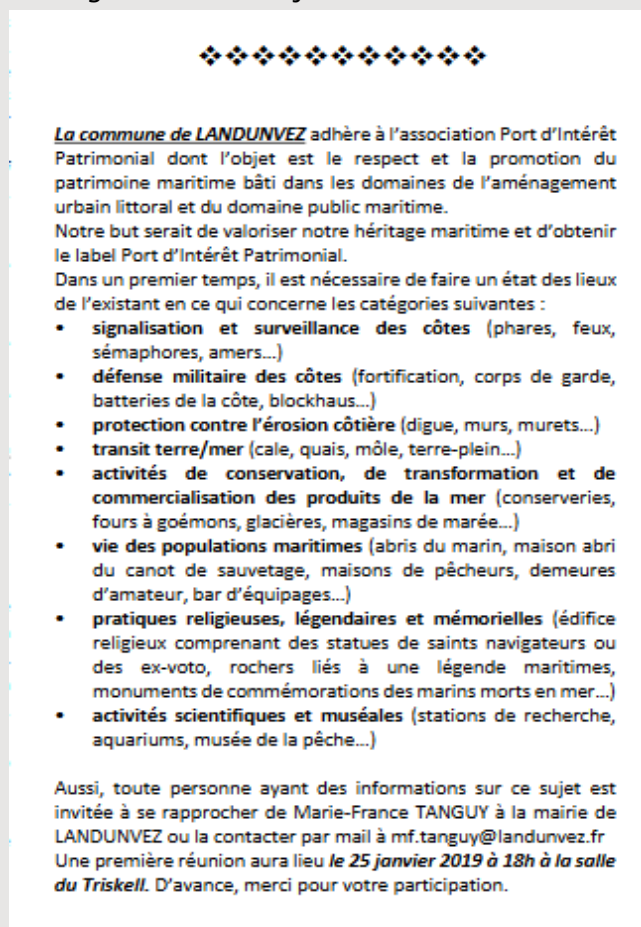 La commune de LANDUNVEZ adhère à l'association Port d'Intérêt
Patrimonial dont l'objet est le respect et la promotion du
patrimoine maritime bâti dans les domaines de l'aménagement
urbain littoral et du domaine public maritime.
Notre but serait de valoriser notre héritage maritime et d'obtenir
le label Port d'Intérêt Patrimonial.
Dans un premier temps, il est nécessaire de faire un état des lieux
de l'existant en ce qui concerne les catégories suivantes :
• signalisation et surveillance des côtes (phares, feux,
sémaphores, amers...)
• défense militaire des côtes (fortification, corps de garde,
batteries de la côte, blockhaus...)
• protection contre l'érosion côtière (digue, murs, murets...)
• transit terre/mer (cale, quais, môle, terre-plein...)
• activités de conservation, de transformation et de
commercialisation des produits de la mer (conserveries,
fours à goémons, glacières, magasins de marée...)
• vie des populations maritimes (abris du marin, maison abri
du canot de sauvetage, maisons de pêcheurs, demeures
d'amateur, bar d'équipages...)
• pratiques religieuses, légendaires et mémorielles (édifice
religieux comprenant des statues de saints navigateurs ou
des ex-voto, rochers liés à une légende maritimes,
monuments de commémorations des marins morts en mer...)
• activités scientifiques et muséales (stations de recherche,
aquariums, musée de la pêche...)
Aussi, toute personne ayant des informations sur ce sujet est
invitée à se rapprocher de Marie-France TANGUY à la mairie de
LANDUNVEZ ou la contacter par mail à mf.tanguy@landunvez.fr
Une première réunion aura lieu le 25 janvier 2019 à 18h à la salle
du Triskell. D'avance, merci pour votre participation.